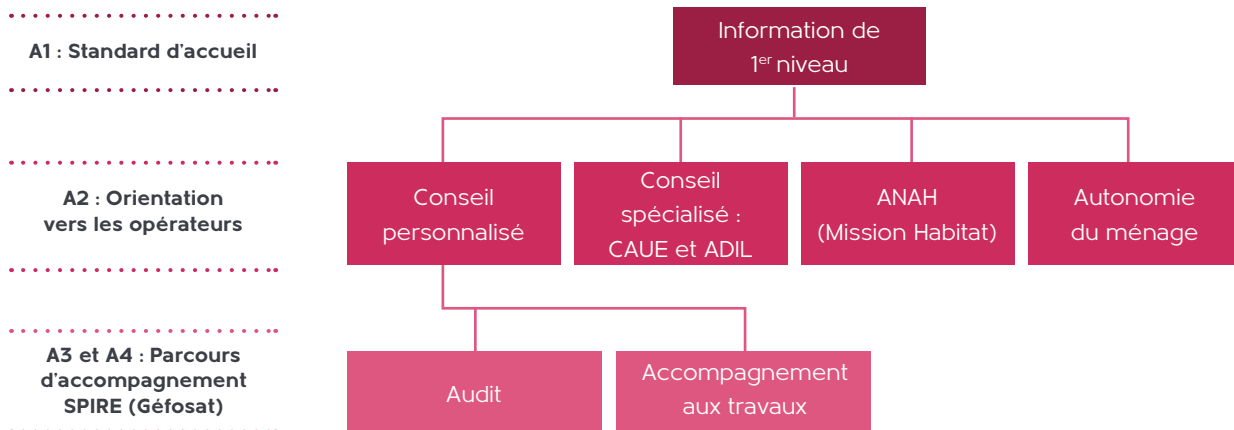 A1 : Standard d'accueil
Information de
1er niveau
A2 : Orientation
vers les opérateurs
Conseil
personnalisé
Conseil
spécialisé :
CAUE et ADIL
ANAH
(Mission Habitat)
Autonomie
du ménage
A3 et A4 : Parcours
d'accompagnement
SPIRE (Géfosat)
Audit
Accompagnement
aux travaux